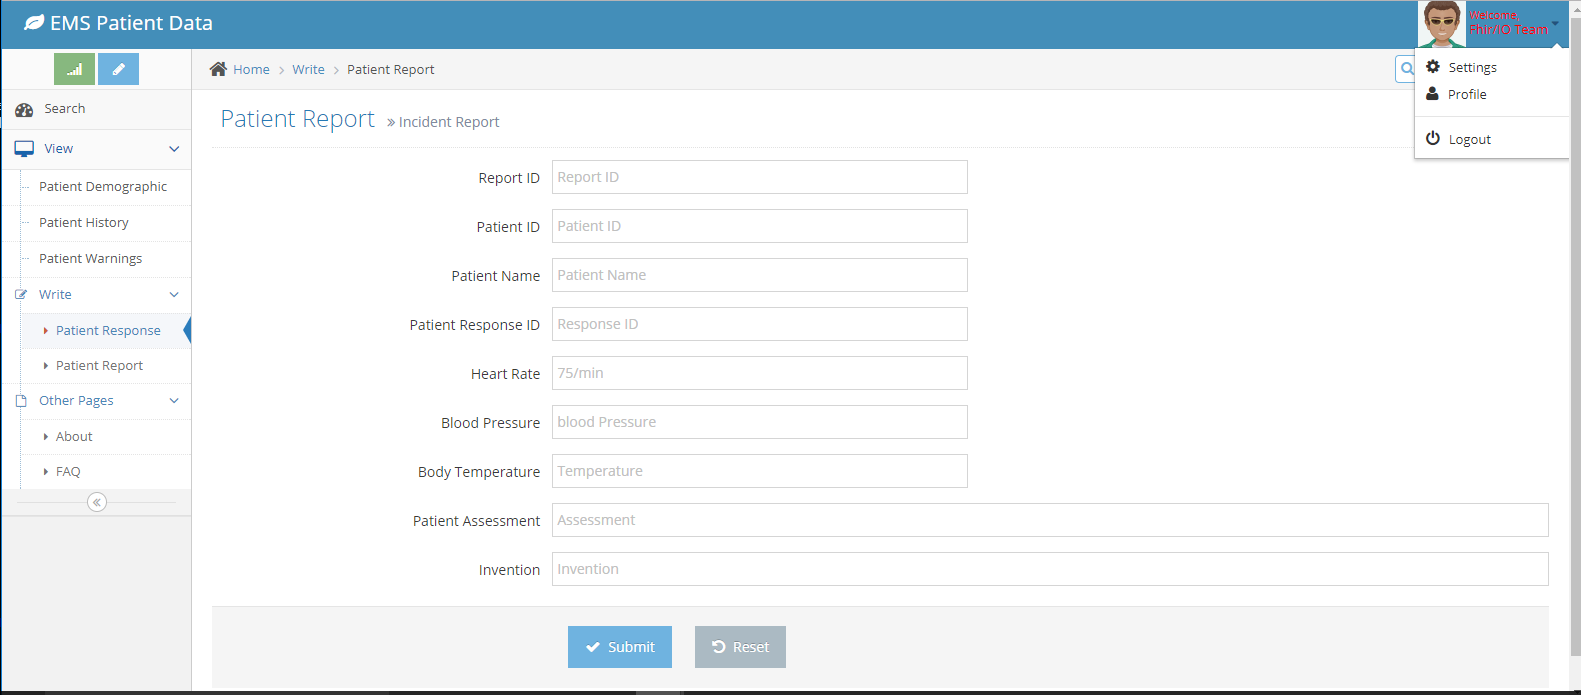 EMS Patient Data
Welcome,
Fhir/IO Team
Settings
Profile
Logout
Home
Write
Patient Report
Search
View
Patient Demographic
Patient History
Patient Warnings
Write
Patient Response
Patient Report
Other Pages
About
FAQ
Patient Report » Incident Report
Report ID Report ID
Patient ID Patient ID
Patient Name Patient Name
Patient Response ID Response ID
Heart Rate 75/min
Blood Pressure blood Pressure
Body Temperature Temperature
Patient Assessment Assessment
Invention Invention
Submit Reset